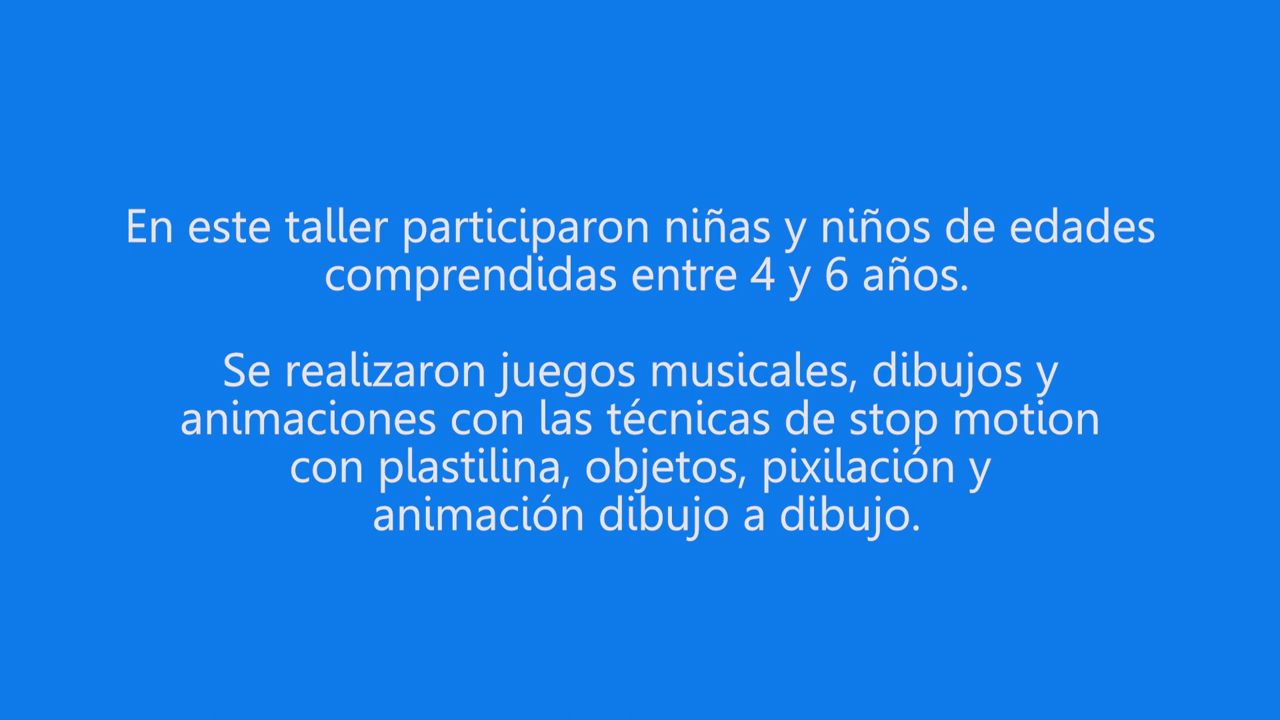 En este taller participaron niñas y niños de edades
comprendidas entre 4 y 6 años.
Se realizaron juegos musicales, dibujos y
animaciones con las técnicas de stop motion
con plastilina, objetos, pixilación y
animación dibujo a dibujo.